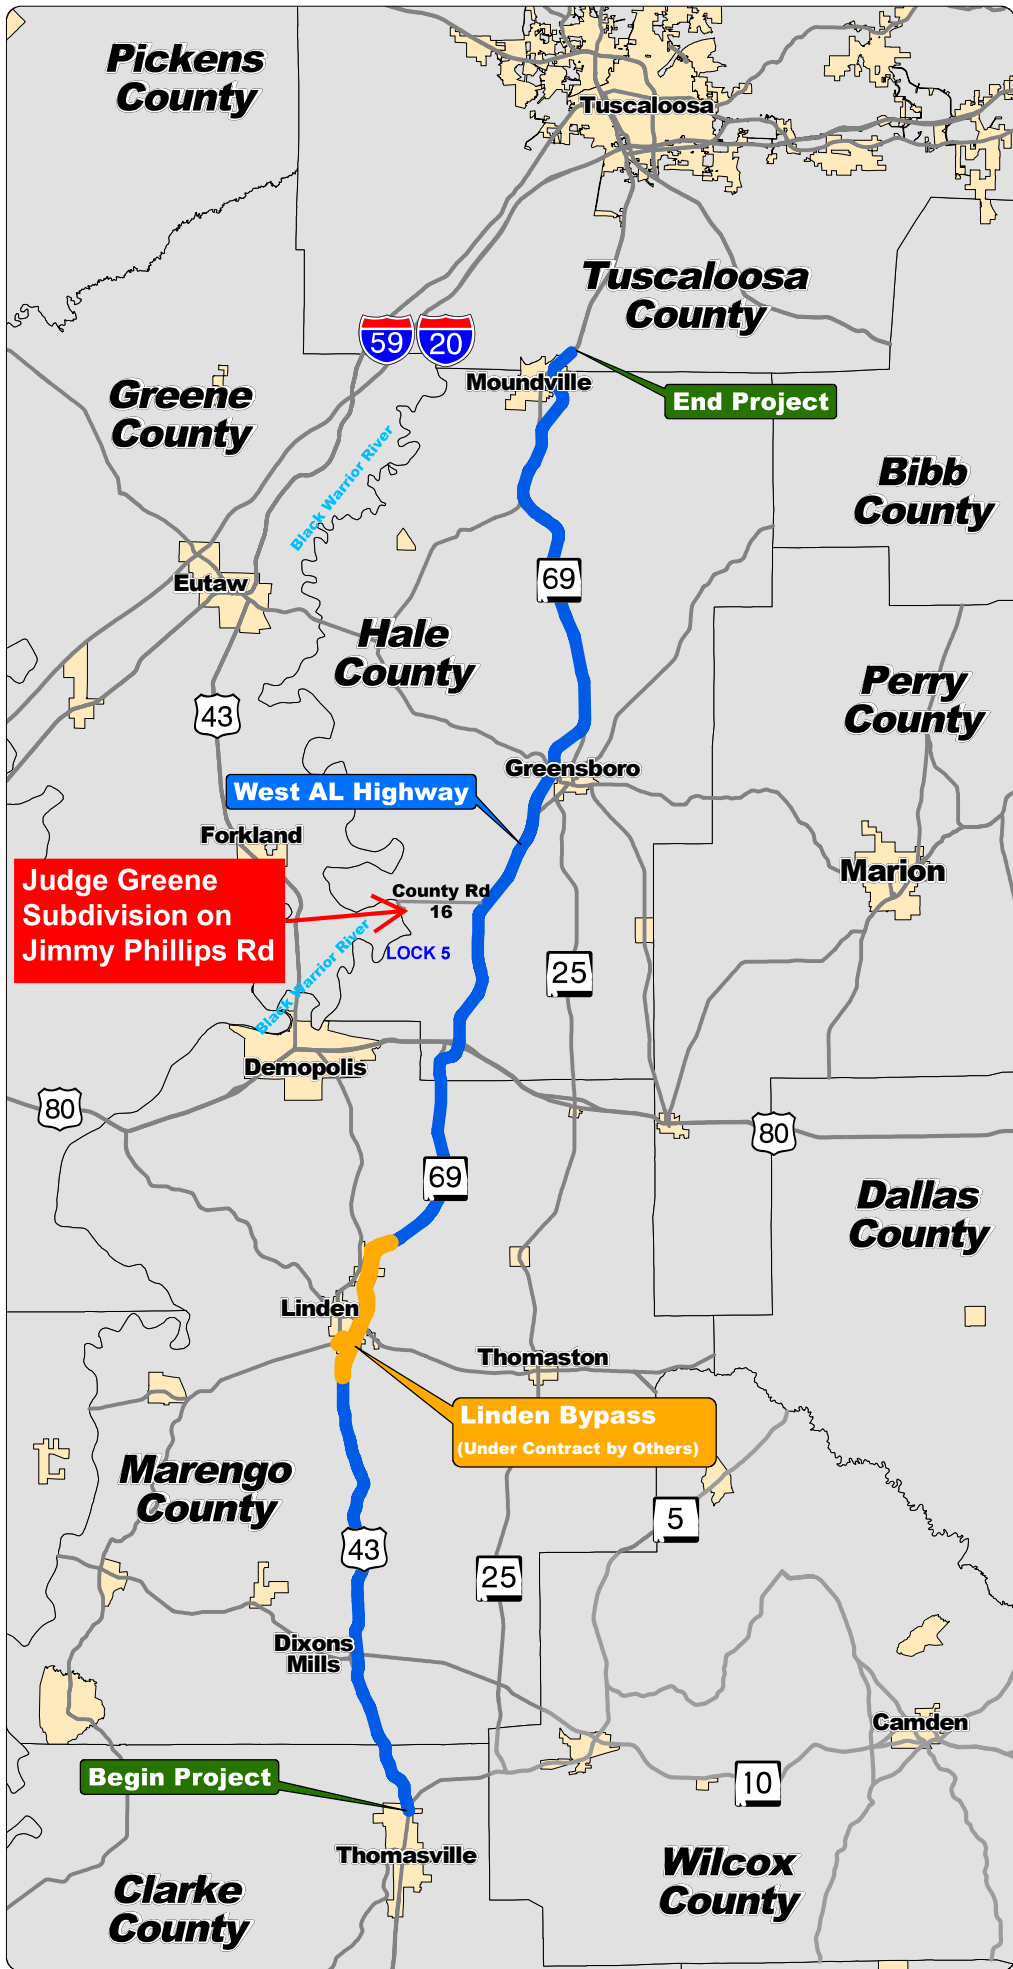 Pickens
County
Tuscaloosa
Tuscaloosa
County
59
20
Moundville
End Project
Greene
County
Black Warrior River
Bibb
County
Eutaw
69
Hale
County
Perry
County
43
Greensboro
West AL Highway
Forkland
Marion
Judge Greene
Subdivision on
Jimmy Phillips Rd
County Rd
16
LOCK 5
Black Warrior River
25
Demopolis
80
80
69
Dallas
County
Linden
Thomaston
Linden Bypass
(Under Contract by Others)
Marengo
County
5
43
25
Dixons
Mills
Camden
Begin Project
10
Thomasville
Wilcox
County
Clarke
County